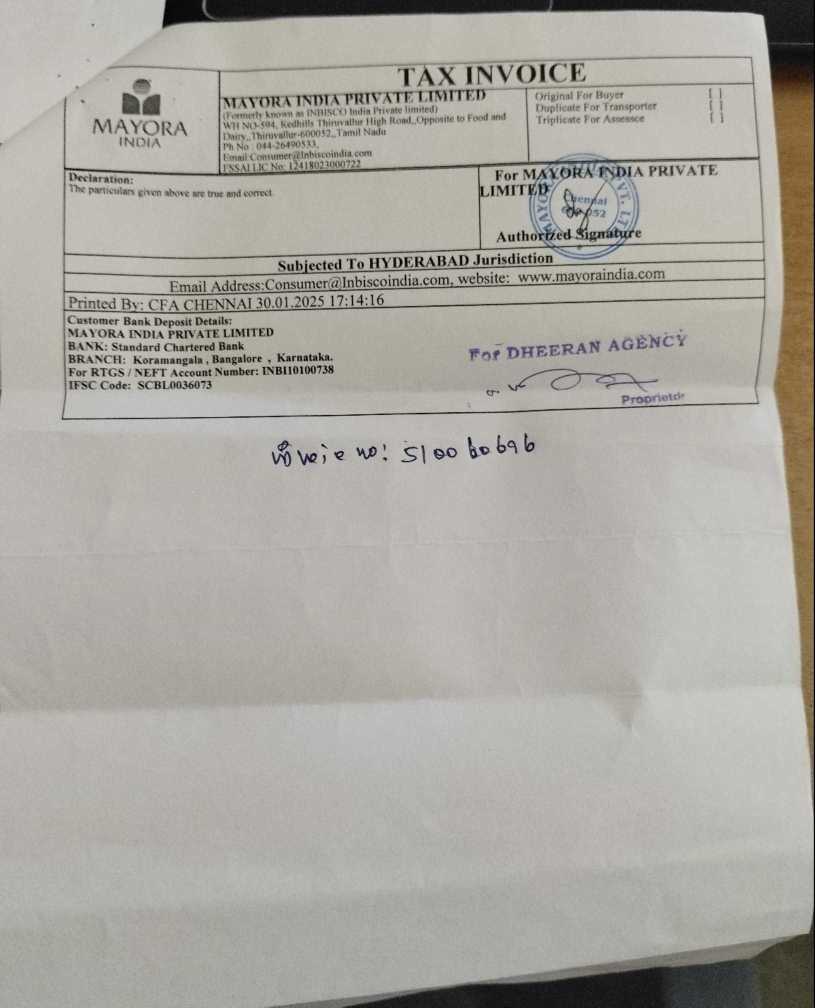 TAX INVOICE
MAYORA
INDIA
MAYORA INDIA PRIVATE LIMITED
(Formerly known as INBISCO India Private limited)
WH NO-594, Redhills Thiruvallur High Road,,Opposite to Food and
Dairy,,Thiruvallur-600052,,Tamil Nadu
Ph No : 044-26490533,
Email:Consumer@Inbiscoindia.com
FSSAI LIC No: 12418023000722
Original For Buyer [ ]
Duplicate For Transporter [ ]
Triplicate For Assessee [ ]
Declaration:
The particulars given above are true and correct.
For MAYORA INDIA PRIVATE
LIMITED
MAYORA PVT. LT
Chennai
052
Authorized Signature
Subjected To HYDERABAD Jurisdiction
Email Address:Consumer@Inbiscoindia.com, website: www.mayoraindia.com
Printed By: CFA CHENNAI 30.01.2025 17:14:16
Customer Bank Deposit Details:
MAYORA INDIA PRIVATE LIMITED
BANK: Standard Chartered Bank
BRANCH: Koramangala , Bangalore , Karnataka.
For RTGS / NEFT Account Number: INBI10100738
IFSC Code: SCBL0036073
For DHEERAN AGENCY
Proprietor
no: 510060696